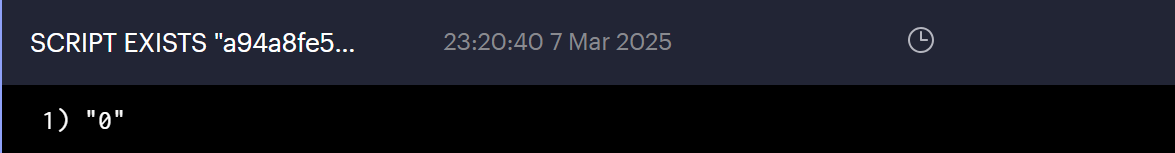 SCRIPT EXISTS "a94a8fe5... 23:20:40 7 Mar 2025
1) "0"